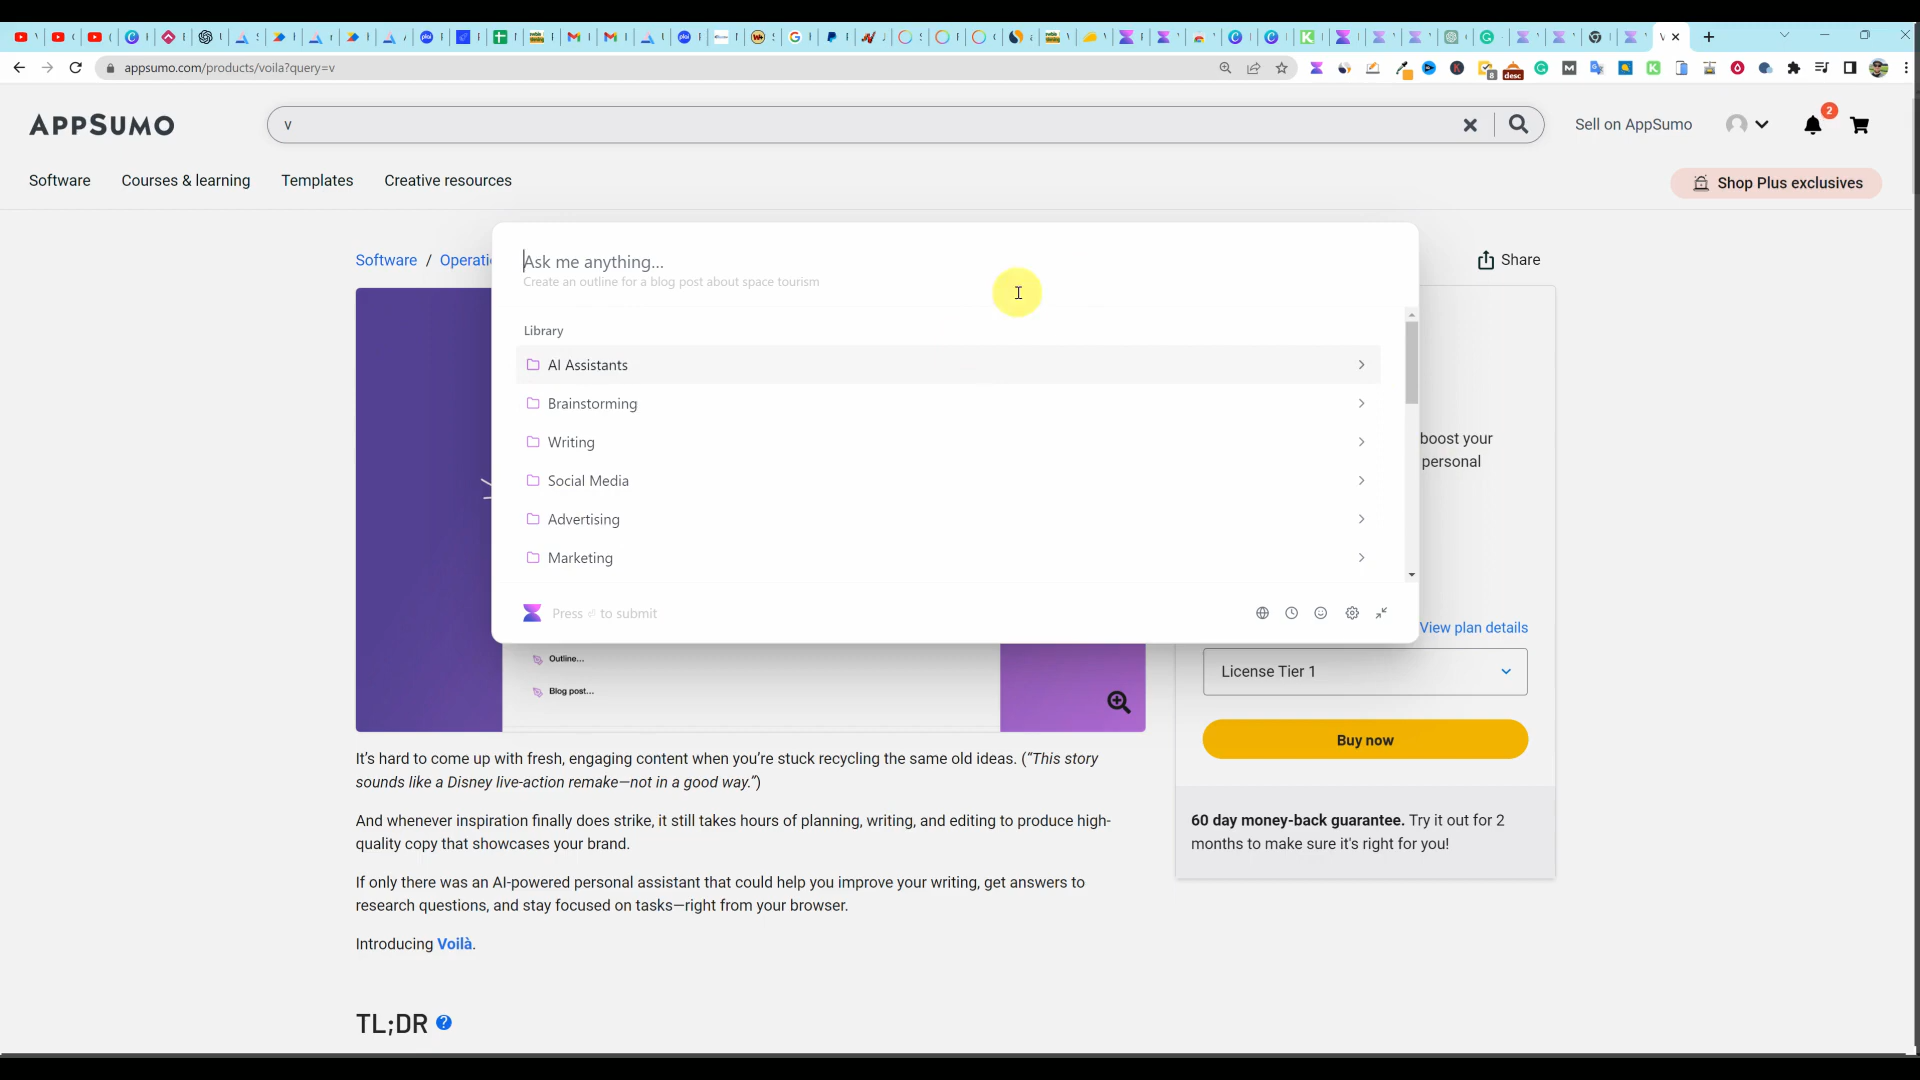 appsumo.com/products/voila?query=v
8
desc
APPSUMO
v
Sell on AppSumo
2
Software
Courses & learning
Templates
Creative resources
Shop Plus exclusives
Software / Operati
Share
Ask me anything...
Create an outline for a blog post about space tourism
Library
AI Assistants
Brainstorming
Writing
Social Media
Advertising
Marketing
Press ⏎ to submit
boost your
personal
View plan details
License Tier 1
Buy now
60 day money-back guarantee. Try it out for 2
months to make sure it's right for you!
Outline...
Blog post...
It's hard to come up with fresh, engaging content when you're stuck recycling the same old ideas. (“This story
sounds like a Disney live-action remake—not in a good way.”)
And whenever inspiration finally does strike, it still takes hours of planning, writing, and editing to produce high-
quality copy that showcases your brand.
If only there was an AI-powered personal assistant that could help you improve your writing, get answers to
research questions, and stay focused on tasks—right from your browser.
Introducing Voilà.
TL;DR ?